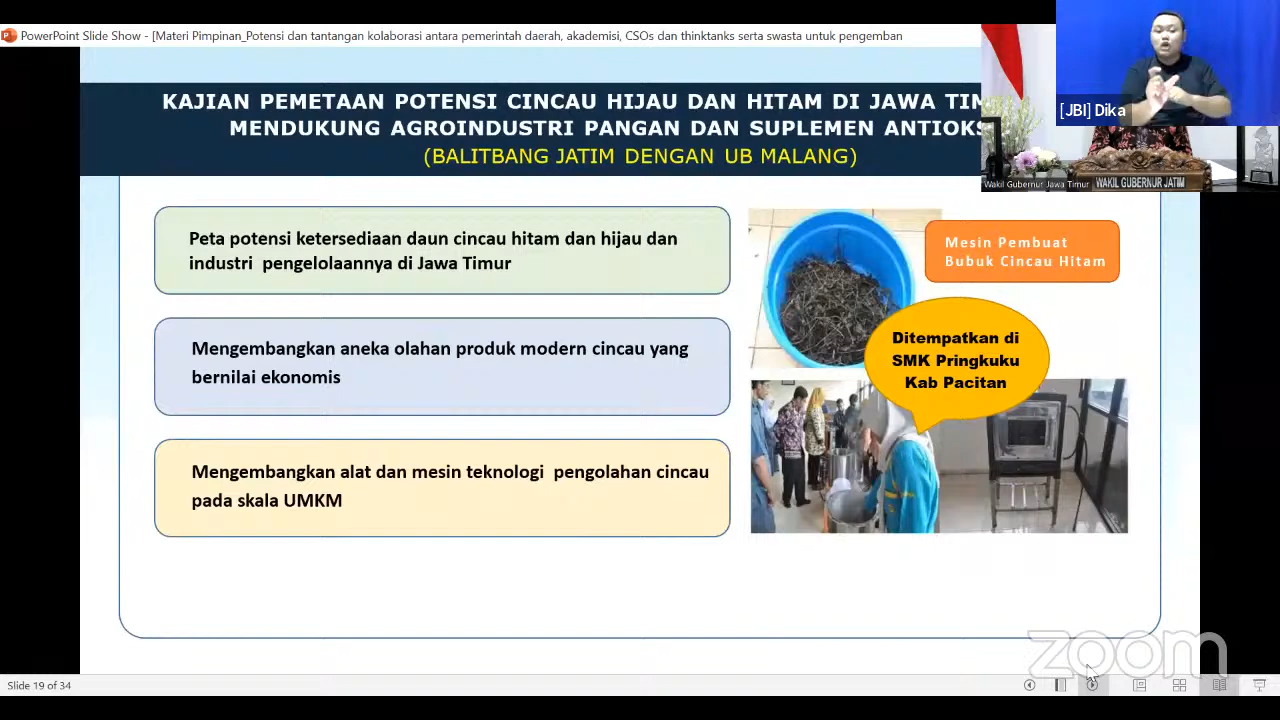 PowerPoint Slide Show - [Materi Pimpinan_Potensi dan tantangan kolaborasi antara pemerintah daerah, akademisi, CSOs dan thinktanks serta swasta untuk pengemban
KAJIAN PEMETAAN POTENSI CINCAU HIJAU DAN HITAM DI JAWA TIM
MENDUKUNG AGROINDUSTRI PANGAN DAN SUPLEMEN ANTIOKS
(BALITBANG JATIM DENGAN UB MALANG)
[JBI] Dika
Wakil Gubernur Jawa Timur
WAKIL GUBERNUR JATIM
Peta potensi ketersediaan daun cincau hitam dan hijau dan
industri pengelolaannya di Jawa Timur
Mengembangkan aneka olahan produk modern cincau yang
bernilai ekonomis
Mengembangkan alat dan mesin teknologi pengolahan cincau
pada skala UMKM
Mesin Pembuat
Bubuk Cincau Hitam
Ditempatkan di
SMK Pringkuku
Kab Pacitan
zoom
Slide 19 of 34